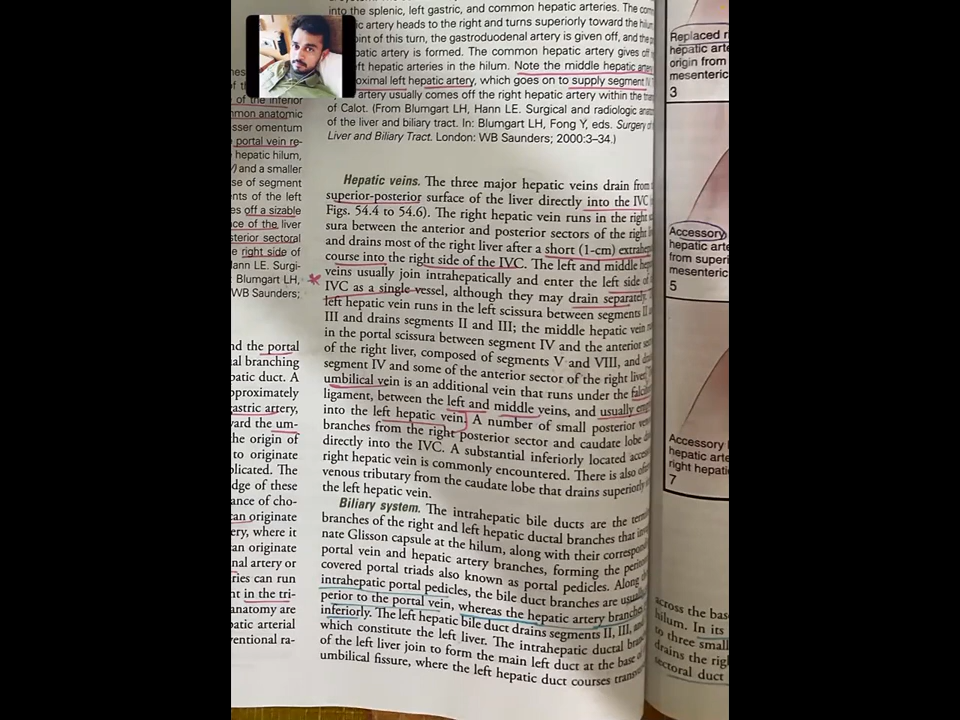 into the splenic, left gastric, and common hepatic arteries. The
artery heads to the right and turns superiorly toward the
point of this turn, the gastroduodenal artery is given off, and the
hepatic artery is formed. The common hepatic artery gives off
left hepatic arteries in the hilum. Note the middle hepatic
proximal left hepatic artery, which goes on to supply segment IV.
artery usually comes off the right hepatic artery within the
of Calot. (From Blumgart LH, Hann LE. Surgical and radiologic
of the liver and biliary tract. In: Blumgart LH, Fong Y, eds. Surgery of
Liver and Biliary Tract. London: WB Saunders; 2000:3–34.)
Hepatic veins. The three major hepatic veins drain from
superior-posterior surface of the liver directly into the IVC
Figs. 54.4 to 54.6). The right hepatic vein runs in the right
sura between the anterior and posterior sectors of the right
and drains most of the right liver after a short (1-cm)
course into the right side of the IVC. The left and middle
veins usually join intrahepatically and enter the left side of
IVC as a single vessel, although they may drain separately.
left hepatic vein runs in the left scissura between segments II
III and drains segments II and III; the middle hepatic vein
in the portal scissura between segment IV and the anterior
of the right liver, composed of segments V and VIII, and
segment IV and some of the anterior sector of the right liver.
umbilical vein is an additional vein that runs under the
ligament, between the left and middle veins, and usually
into the left hepatic vein. A number of small posterior
branches from the right posterior sector and caudate lobe
directly into the IVC. A substantial inferiorly located
right hepatic vein is commonly encountered. There is also
venous tributary from the caudate lobe that drains superiorly
the left hepatic vein.
Biliary system. The intrahepatic bile ducts are the
branches of the right and left hepatic ductal branches that
nate Glisson capsule at the hilum, along with their
portal vein and hepatic artery branches, forming the
covered portal triads also known as portal pedicles. Along
intrahepatic portal pedicles, the bile duct branches are
perior to the portal vein, whereas the hepatic artery
inferiorly. The left hepatic bile duct drains segments II, III,
which constitute the left liver. The intrahepatic ductal
of the left liver join to form the main left duct at the base
umbilical fissure, where the left hepatic duct courses
of the inferior
mmon anatomic
sser omentum
portal vein re-
hepatic hilum,
and a smaller
se of segment
nts of the left
es off a sizable
ce of the liver
sterior sectoral
right side of
Hann LE. Surgi-
Blumgart LH,
WB Saunders;
nd the portal
al branching
patic duct. A
pproximately
gastric artery,
ward the um-
the origin of
to originate
plicated. The
dge of these
ance of cho-
can originate
ery, where it
an originate
nal artery or
ries can run
nt in the tri-
anatomy are
patic arterial
ventional ra-
Replaced
hepatic
origin from
mesenteric
3
Accessory
hepatic
from
mesenteric
5
Accessory
hepatic
right
7
across the
hilum. In its
to three small
drains the
sectoral duct